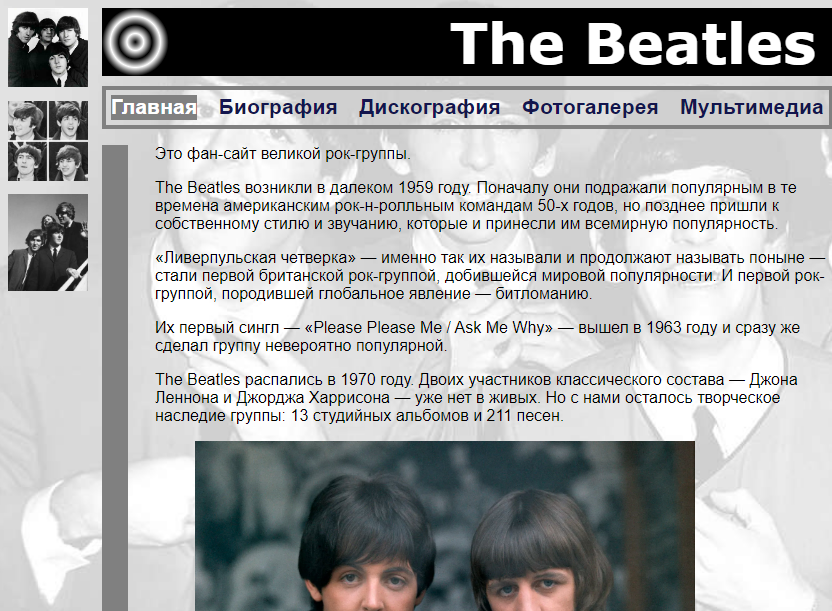 The Beatles
Главная Биография Дискография Фотогалерея Мультимедиа
Это фан-сайт великой рок-группы.
The Beatles возникли в далеком 1959 году. Поначалу они подражали популярным в те
времена американским рок-н-ролльным командам 50-х годов, но позднее пришли к
собственному стилю и звучанию, которые и принесли им всемирную популярность.
«Ливерпульская четверка» — именно так их называли и продолжают называть поныне —
стали первой британской рок-группой, добившейся мировой популярности. И первой рок-
группой, породившей глобальное явление — битломанию.
Их первый сингл — «Please Please Me / Ask Me Why» — вышел в 1963 году и сразу же
сделал группу невероятно популярной.
The Beatles распались в 1970 году. Двоих участников классического состава — Джона
Леннона и Джорджа Харрисона — уже нет в живых. Но с нами осталось творческое
наследие группы: 13 студийных альбомов и 211 песен.